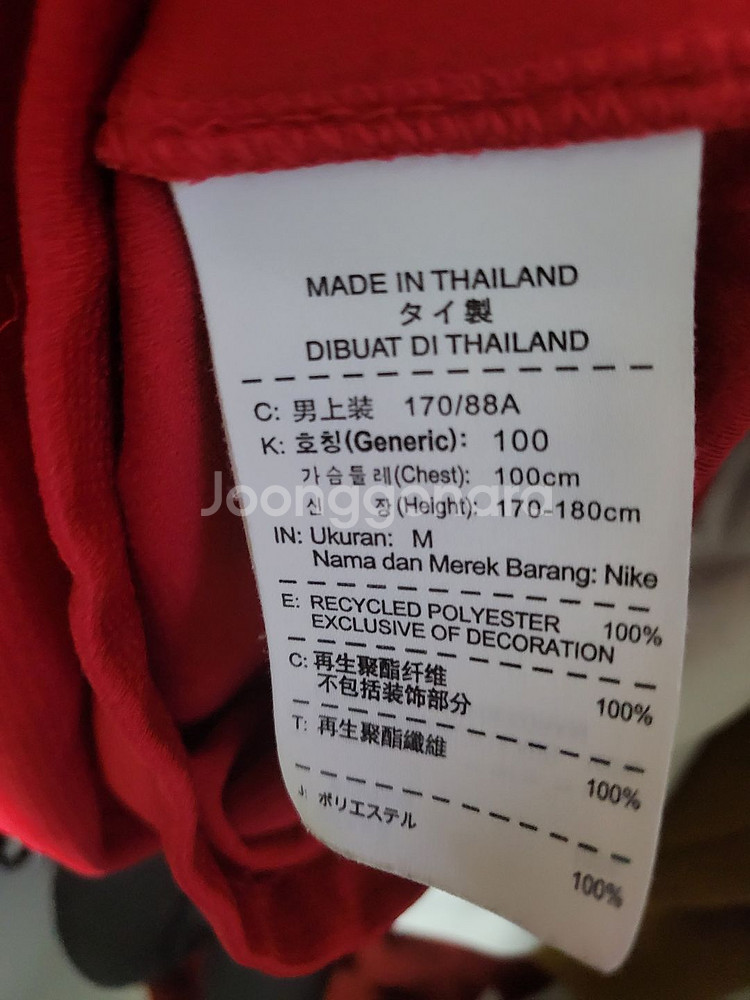 MADE IN THAILAND
タイ製
DIBUAT DI THAILAND
C: 男上装 170/88A
K: 호칭(Generic): 100
가슴둘레(Chest): 100cm
신 장(Height): 170-180cm
Joonggonara
IN: Ukuran: M
Nama dan Merek Barang: Nike
E: RECYCLED POLYESTER 100%
EXCLUSIVE OF DECORATION
C: 再生聚酯纤维
不包括装饰部分 100%
T: 再生聚酯纖維
100%
J: ポリエステル
100%